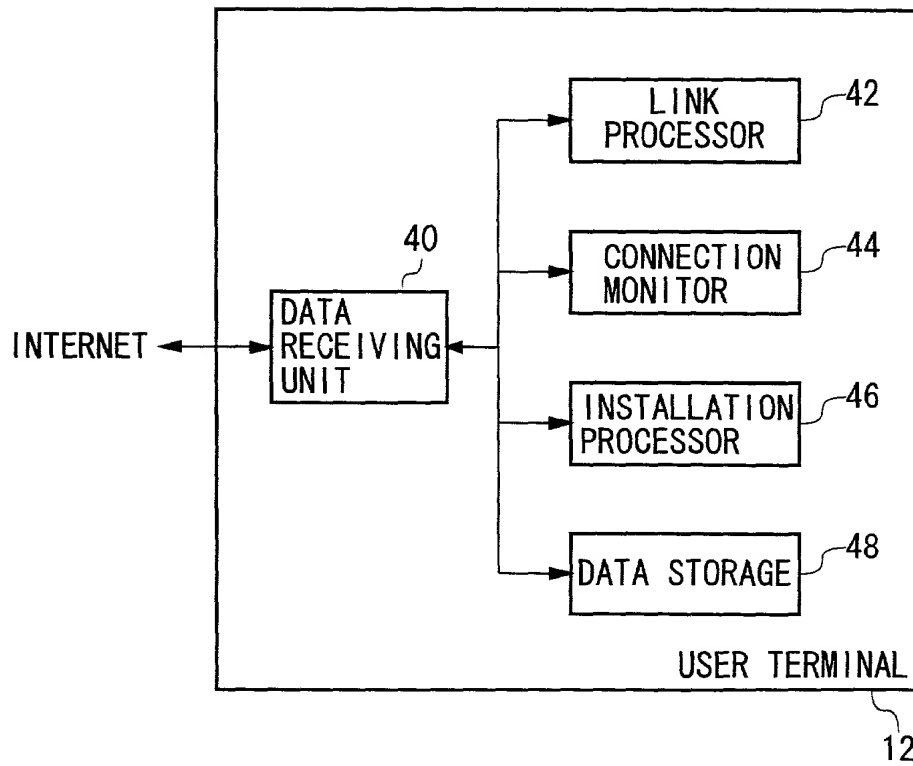 LINK
PROCESSOR
42
CONNECTION
MONITOR
44
40
DATA
RECEIVING
UNIT
INTERNET
INSTALLATION
PROCESSOR
46
DATA STORAGE
48
USER TERMINAL
12